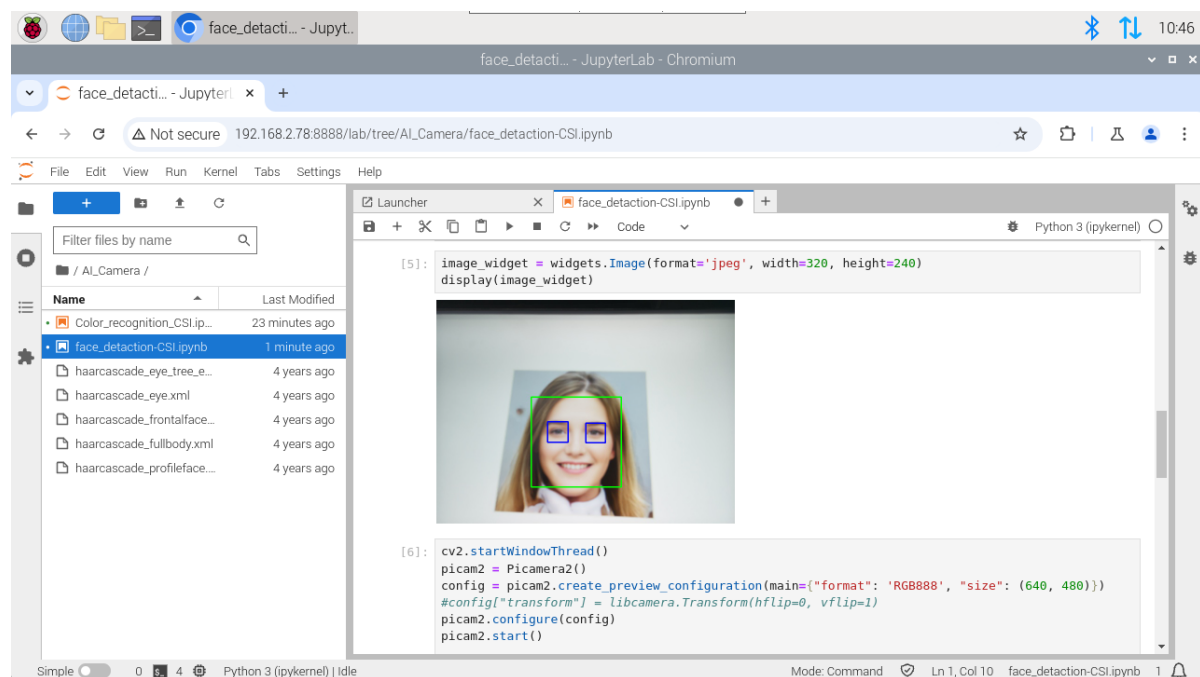 face_detacti... - Jupyt..
10:46
face_detacti... - JupyterLab - Chromium
face_detacti... - Jupyterl
Not secure
192.168.2.78:8888/lab/tree/AI_Camera/face_detaction-CSI.ipynb
File Edit View Run Kernel Tabs Settings Help
Launcher
face_detaction-CSI.ipynb
Code
Python 3 (ipykernel)
Filter files by name
/ AI_Camera /
Name Last Modified
Color_recognition_CSI.ip... 23 minutes ago
face_detaction-CSI.ipynb 1 minute ago
haarcascade_eye_tree_e... 4 years ago
haarcascade_eye.xml 4 years ago
haarcascade_frontalface... 4 years ago
haarcascade_fullbody.xml 4 years ago
haarcascade_profileface.... 4 years ago
[5]: image_widget = widgets.Image(format='jpeg', width=320, height=240)
display(image_widget)
[6]: cv2.startWindowThread()
picam2 = Picamera2()
config = picam2.create_preview_configuration(main={"format": 'RGB888', "size": (640, 480)})
#config["transform"] = libcamera.Transform(hflip=0, vflip=1)
picam2.configure(config)
picam2.start()
Simple 0 4 Python 3 (ipykernel) | Idle Mode: Command Ln 1, Col 10 face_detaction-CSI.ipynb 1